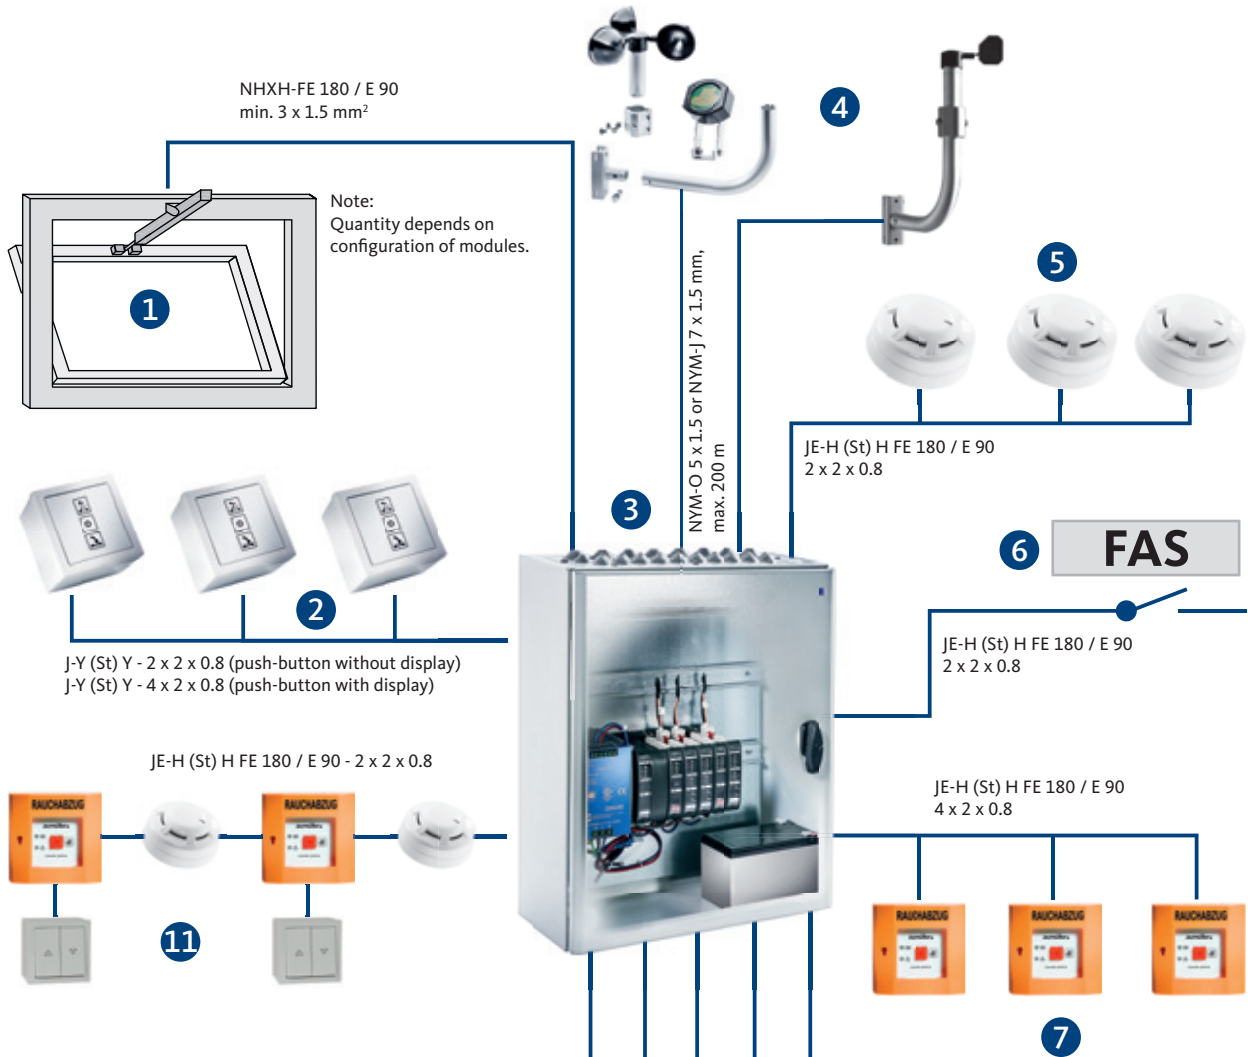 NHXH-FE 180 / E 90
min. 3 x 1.5 mm²
4
Note:
Quantity depends on
configuration of modules.
1
5
NYM-O 5 x 1.5 or NYM-J 7 x 1.5 mm,
max. 200 m
JE-H (St) H FE 180 / E 90
2 x 2 x 0.8
3
6
FAS
2
J-Y (St) Y - 2 x 2 x 0.8 (push-button without display)
J-Y (St) Y - 4 x 2 x 0.8 (push-button with display)
JE-H (St) H FE 180 / E 90
2 x 2 x 0.8
JE-H (St) H FE 180 / E 90 - 2 x 2 x 0.8
JE-H (St) H FE 180 / E 90
4 x 2 x 0.8
RAUCHABZUG
RAUCHABZUG
11
RAUCHABZUG
RAUCHABZUG
RAUCHABZUG
7